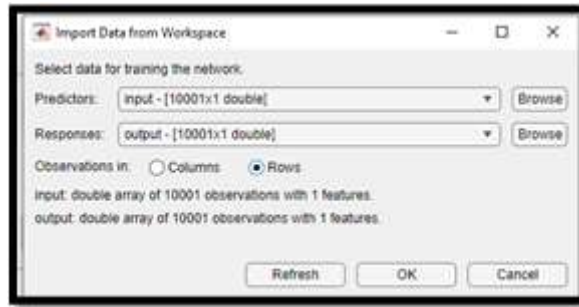 Import Data from Workspace
Select data for training the network.
Predictors: input - [10001x1 double] Browse
Responses: output - [10001x1 double] Browse
Observations in: Columns Rows
input: double array of 10001 observations with 1 features.
output: double array of 10001 observations with 1 features.
Refresh OK Cancel